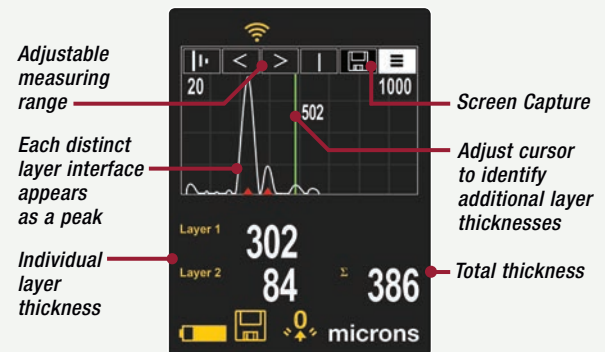 Adjustable
measuring
range
Each distinct
layer interface
appears
as a peak
Individual
layer
thickness
< >
20
1000
502
Layer 1
302
Layer 2
84
Σ
386
0
microns
Screen Capture
Adjust cursor
to identify
additional layer
thicknesses
Total thickness